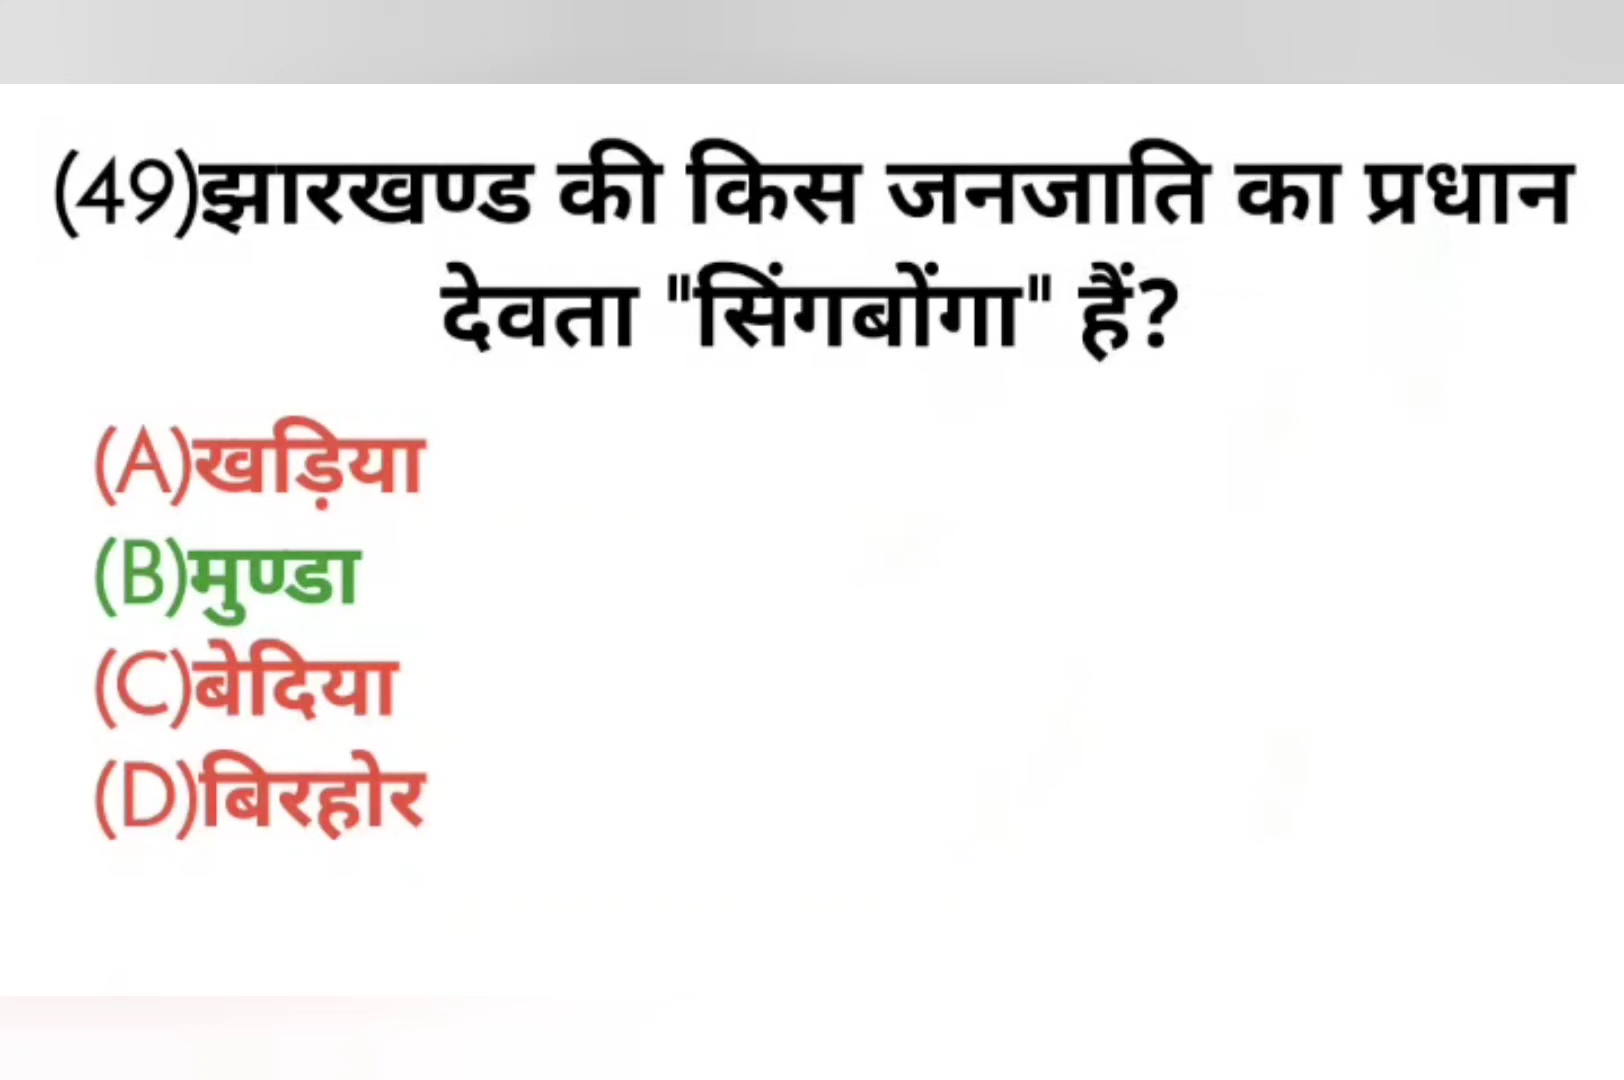 (49)झारखण्ड की किस जनजाति का प्रधान
देवता "सिंगबोंगा" हैं?
(A)खड़िया
(B)मुण्डा
(C)बेदिया
(D)बिरहोर